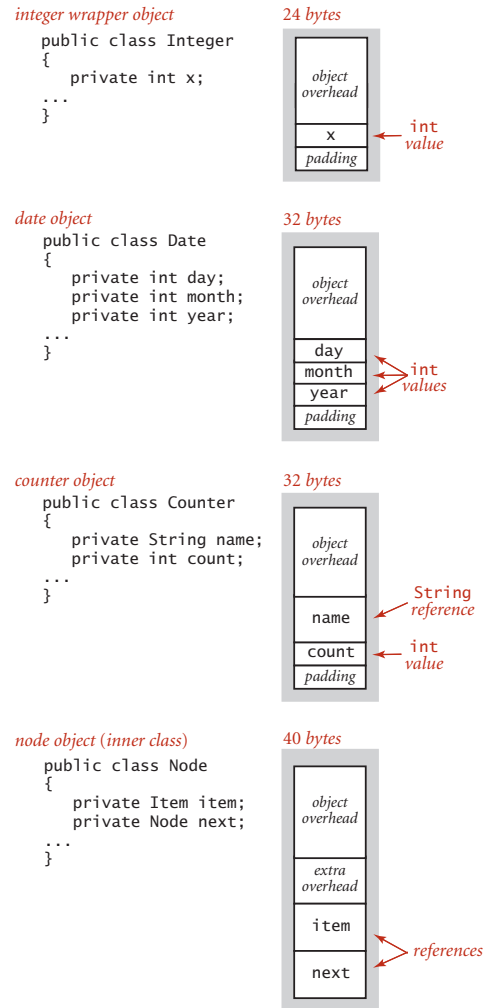 integer wrapper object
24 bytes
public class Integer
{
private int x;
...
}
object
overhead
x
padding
int
value
date object
32 bytes
public class Date
{
private int day;
private int month;
private int year;
...
}
object
overhead
day
month
year
padding
int
values
counter object
32 bytes
public class Counter
{
private String name;
private int count;
...
}
object
overhead
name
count
padding
String
reference
int
value
node object (inner class)
40 bytes
public class Node
{
private Item item;
private Node next;
...
}
object
overhead
extra
overhead
item
next
references